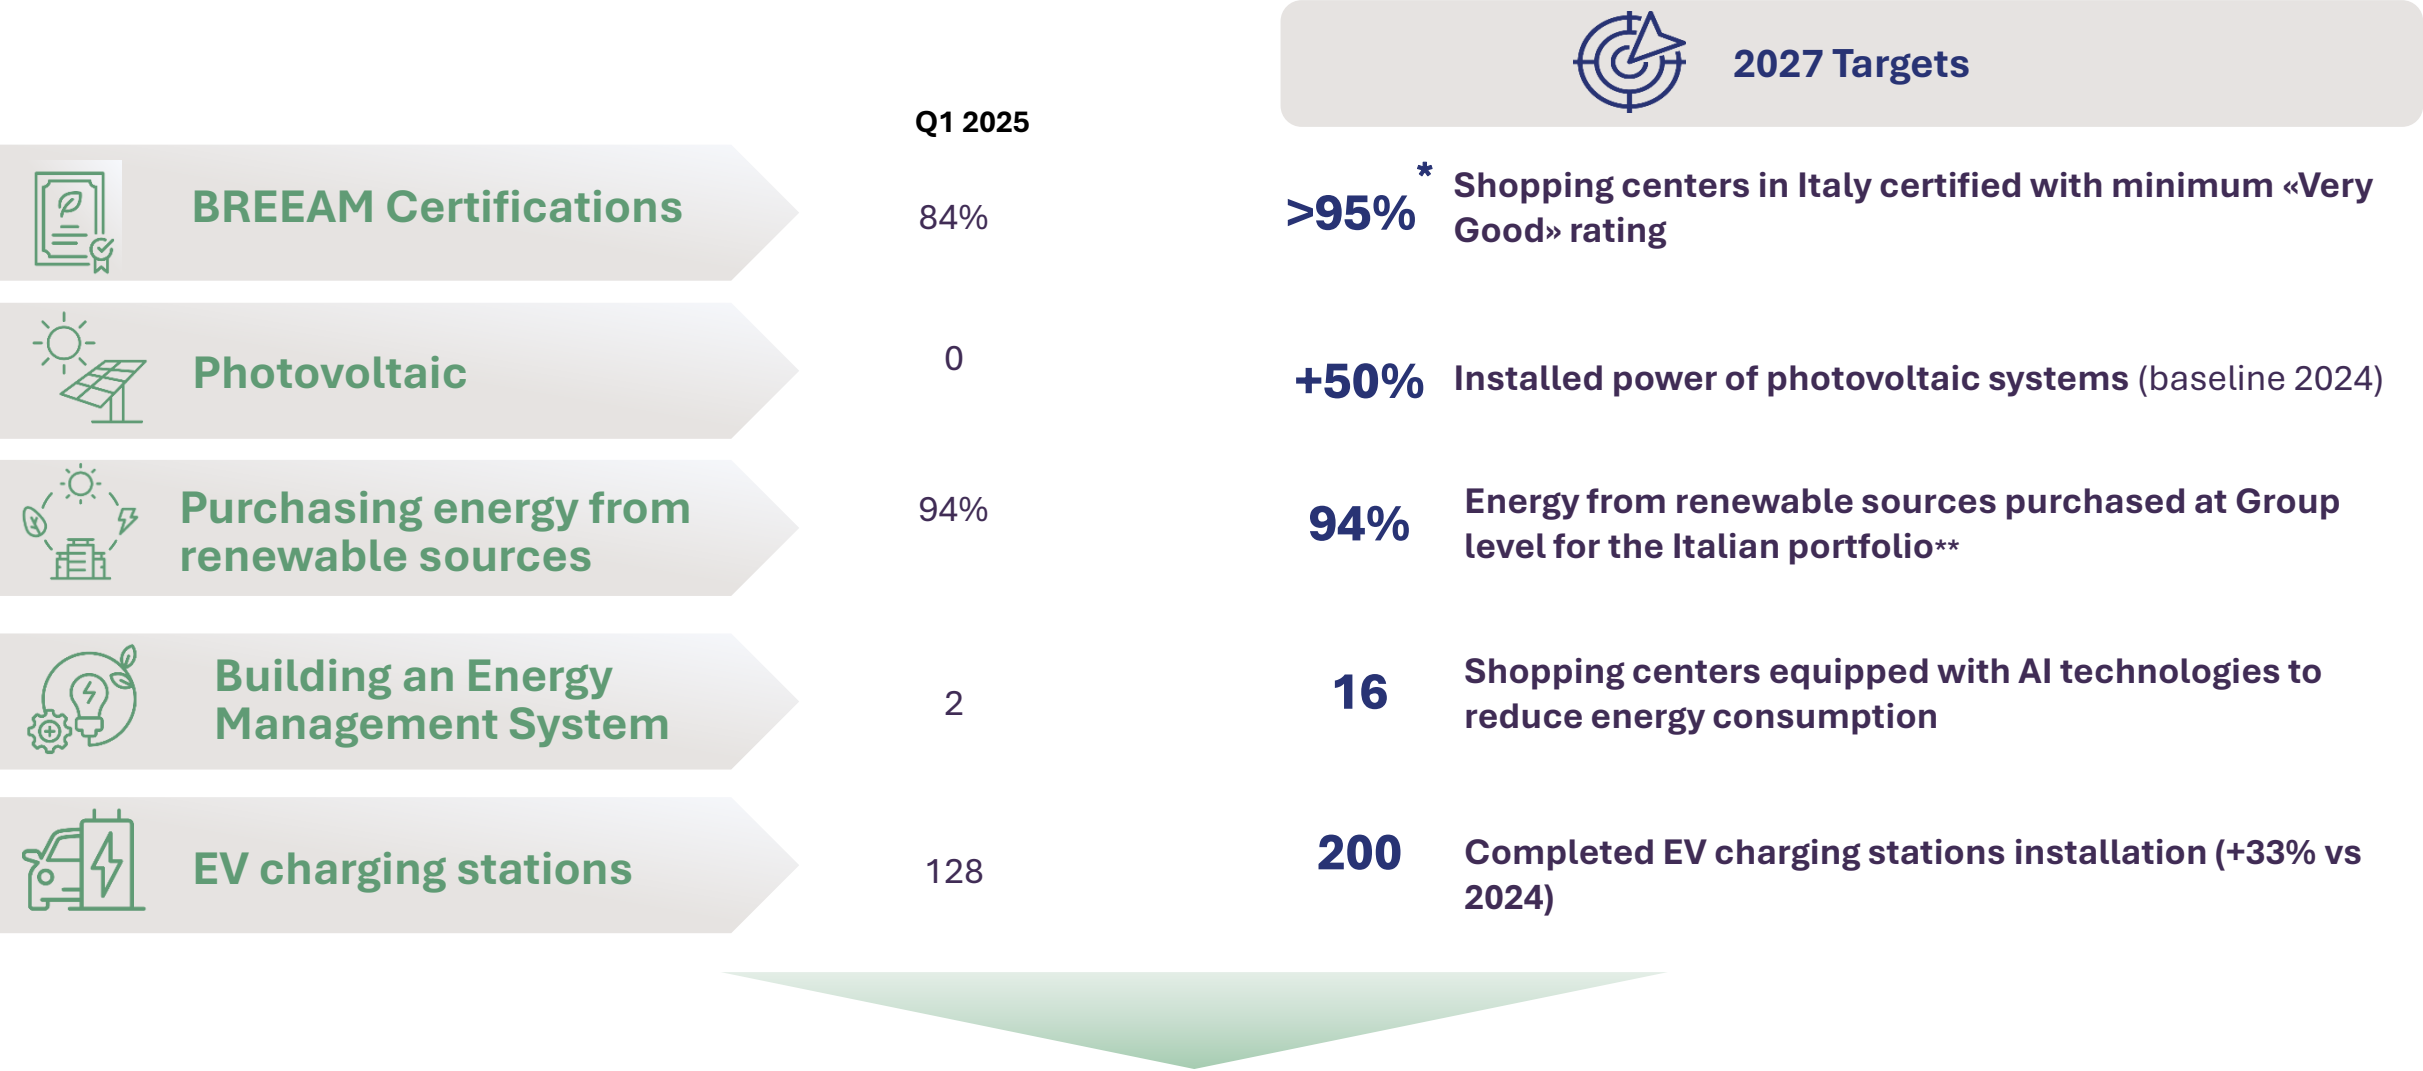 2027 Targets
Q1 2025
BREEAM Certifications
84%
>95%*
Shopping centers in Italy certified with minimum «Very
Good» rating
Photovoltaic
0
+50%
Installed power of photovoltaic systems (baseline 2024)
Purchasing energy from
renewable sources
94%
94%
Energy from renewable sources purchased at Group
level for the Italian portfolio**
Building an Energy
Management System
2
16
Shopping centers equipped with AI technologies to
reduce energy consumption
EV charging stations
128
200
Completed EV charging stations installation (+33% vs
2024)